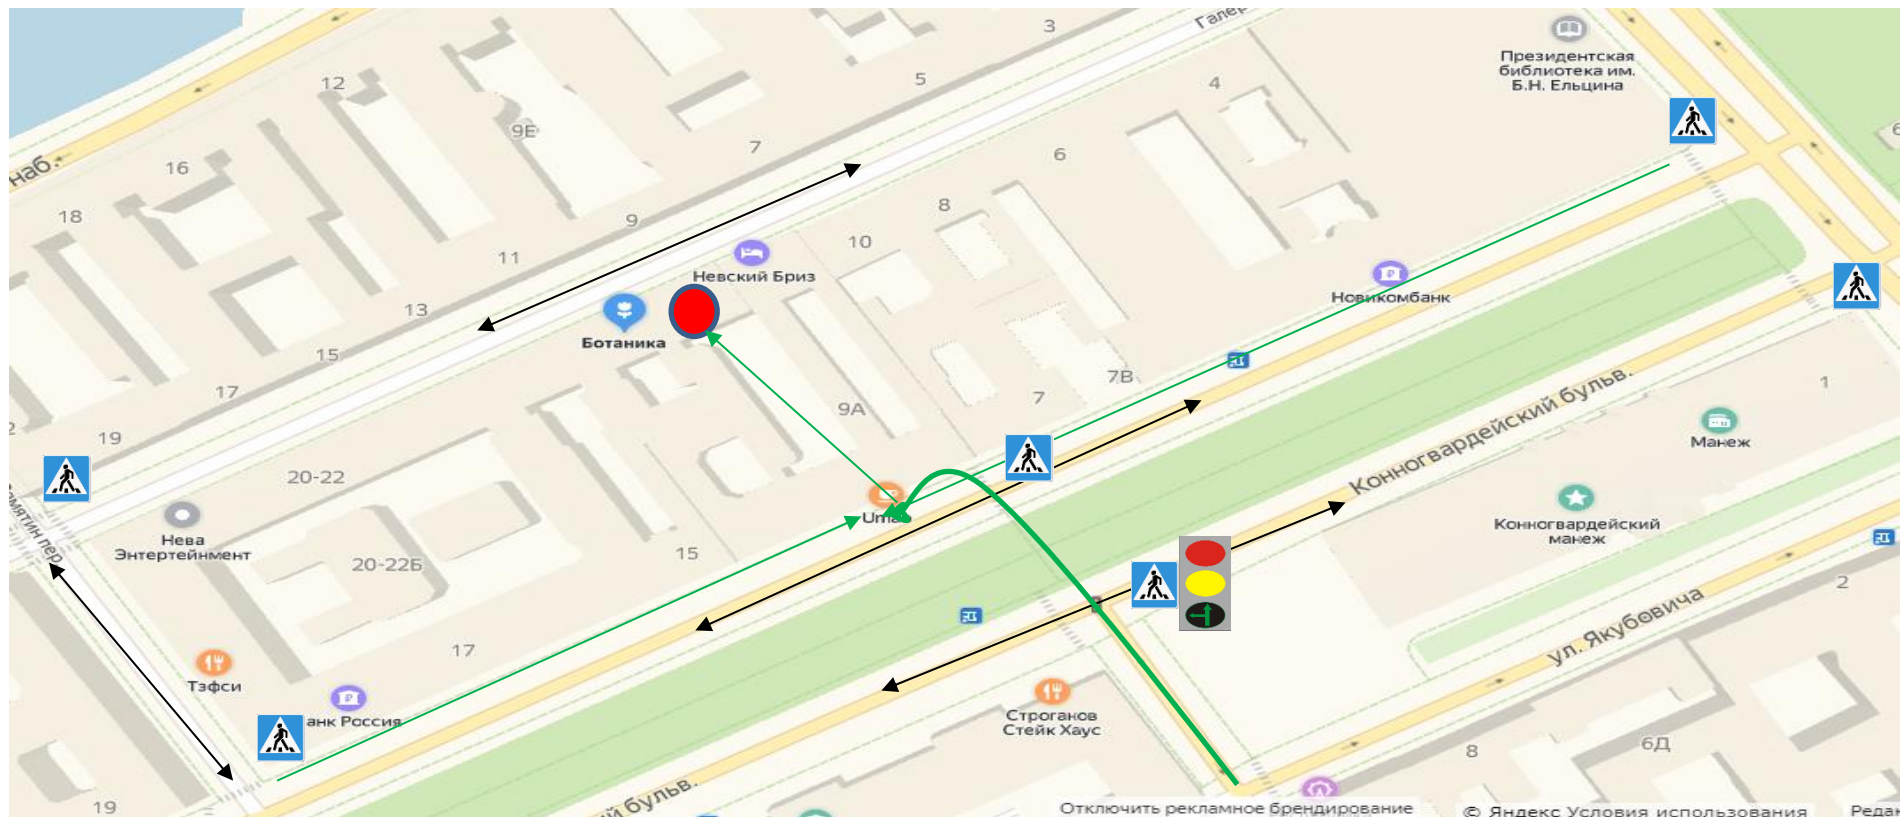 Галер
3
Президентская
библиотека им.
Б.Н. Ельцина
12
5
4
9Е
7
6
наб.
16
18
9
8
10
11
Невский Бриз
Новикомбанк
13
Ботаника
15
17
7В
7
9А
1
Конногвардейский бульв.
Манеж
19
20-22
Нева
Энтертейнмент
15
Конногвардейский
манеж
20-22Б
2
ул. Якубовича
17
Тэфси
анк Россия
Строганов
Стейк Хаус
6Д
8
й бульв.
19
Отключить рекламное брендирование
© Яндекс Условия использования
Редак